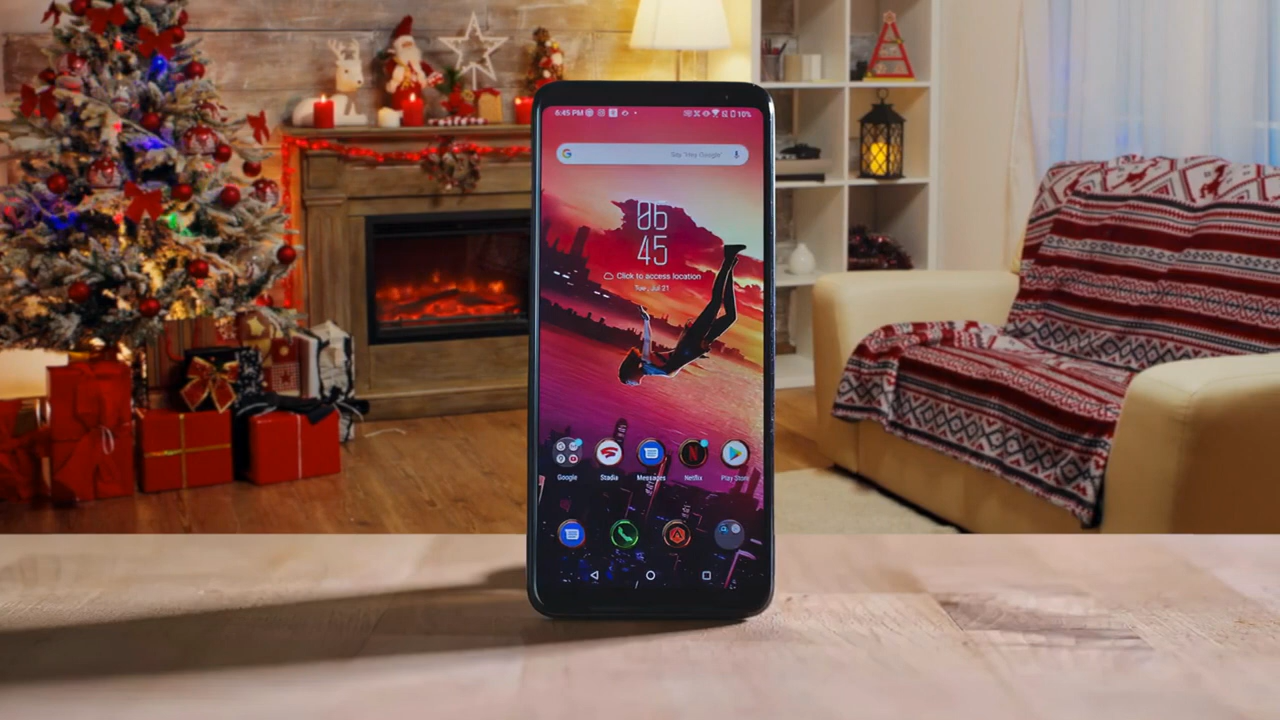 6:45 PM
10%
Say "Hey Google"
06
45
Click to access location
Tue, Jul 21
Google
Stadia
Messages
Netflix
Play Store